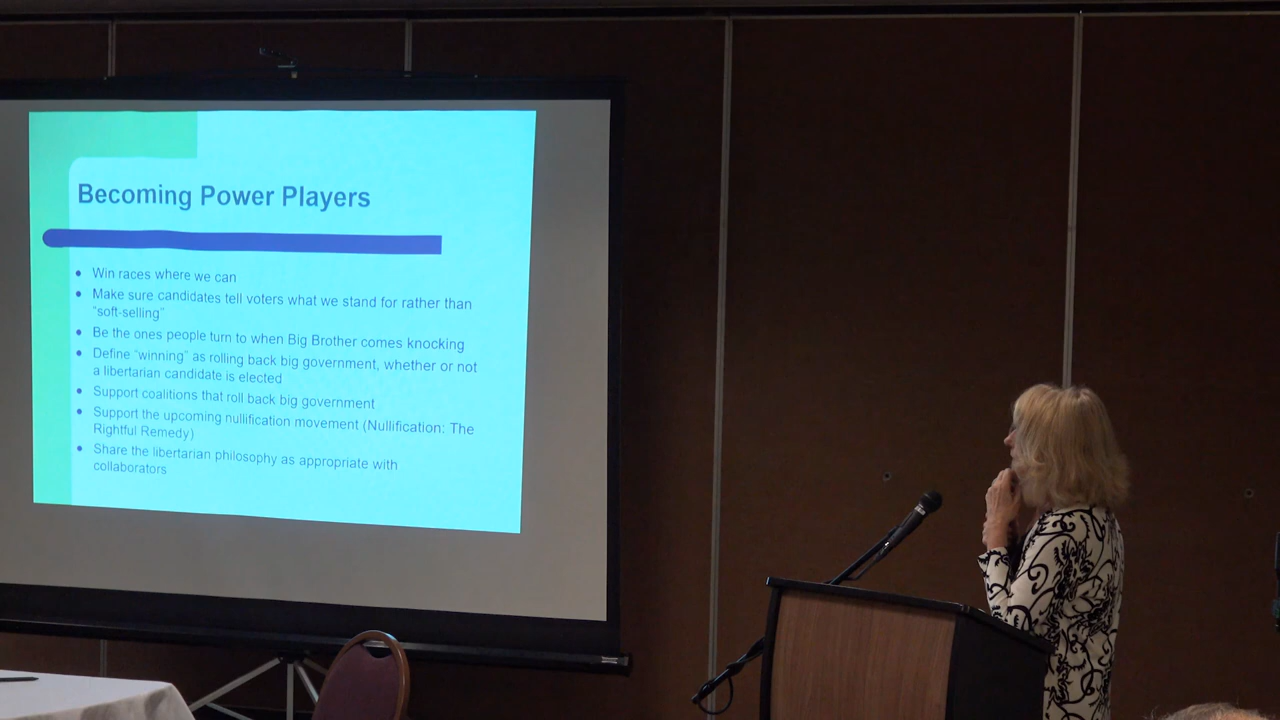 Becoming Power Players
• Win races where we can
• Make sure candidates tell voters what we stand for rather than
"soft-selling"
• Be the ones people turn to when Big Brother comes knocking
• Define "winning" as rolling back big government, whether or not
a libertarian candidate is elected
• Support coalitions that roll back big government
• Support the upcoming nullification movement (Nullification: The
Rightful Remedy)
• Share the libertarian philosophy as appropriate with
collaborators